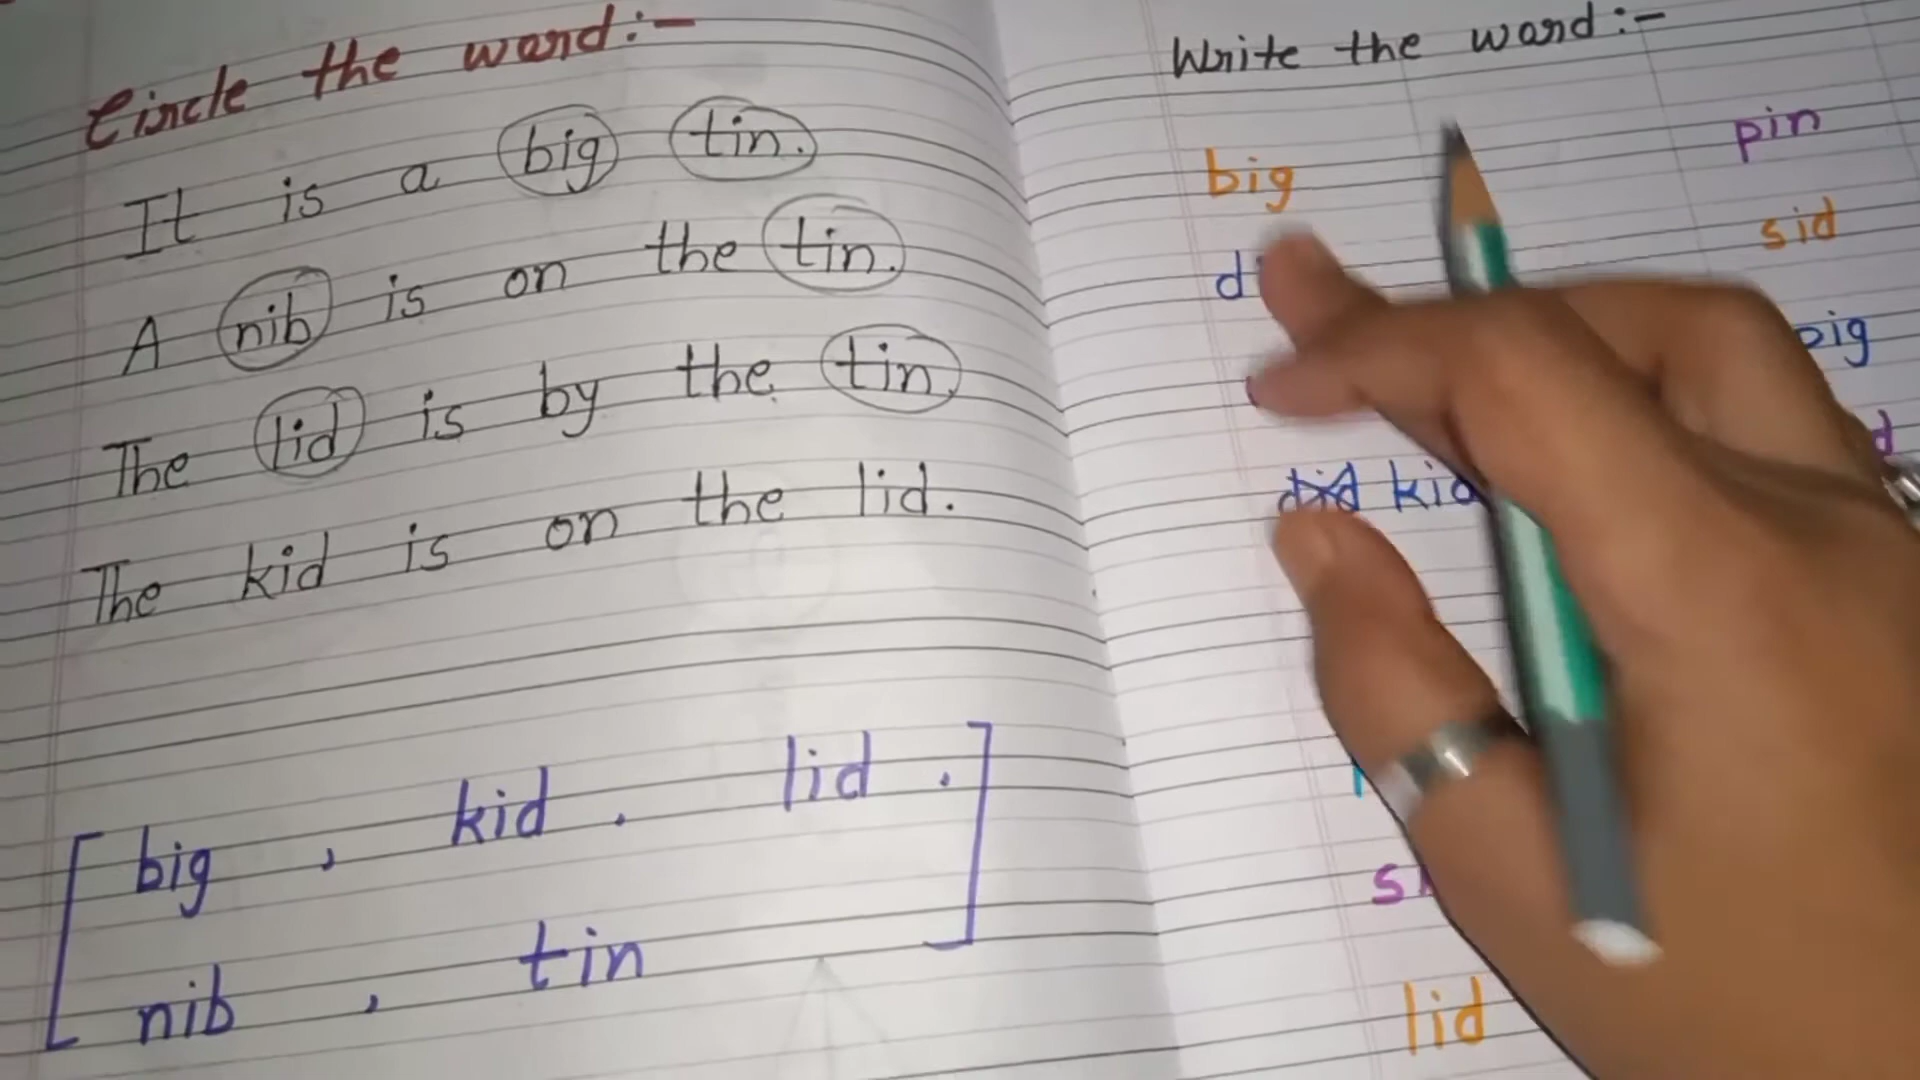 Circle the word:-
It is a big tin.
A nib is on the tin.
The lid is by the tin.
The kid is on the lid.
[ big , kid . lid . ]
nib , tin
Write the word:-
big pin
sid
kid
lid